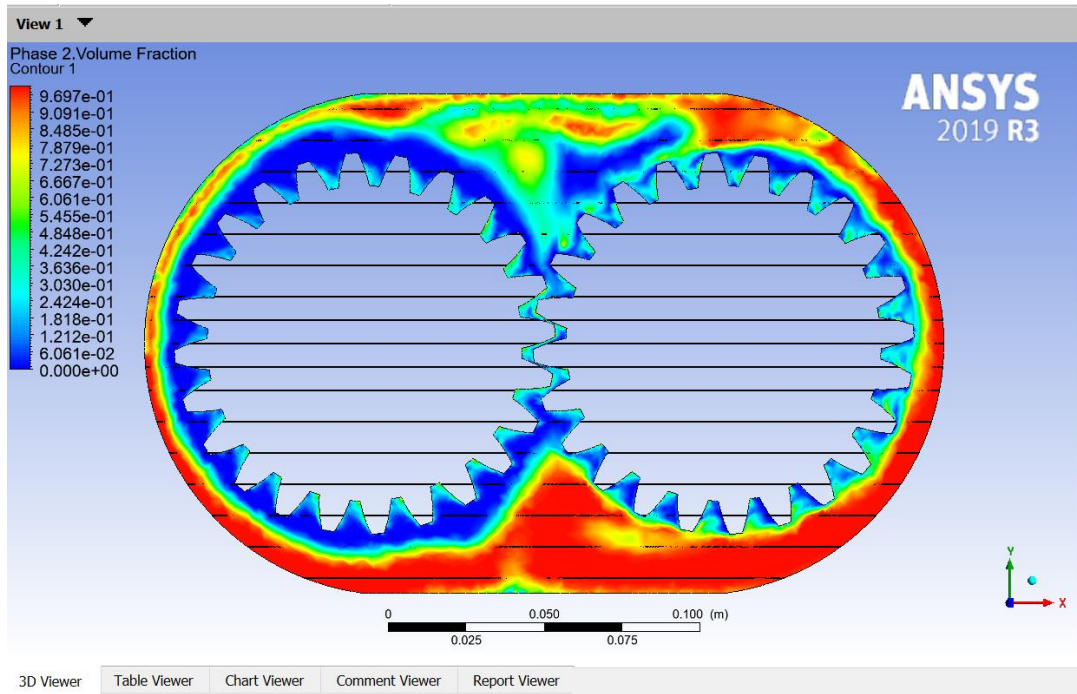 View 1
Phase 2.Volume Fraction
Contour 1
9.697e-01
9.091e-01
8.485e-01
7.879e-01
7.273e-01
6.667e-01
6.061e-01
5.455e-01
4.848e-01
4.242e-01
3.636e-01
3.030e-01
2.424e-01
1.818e-01
1.212e-01
6.061e-02
0.000e+00
ANSYS
2019 R3
0 0.050 0.100 (m)
0.025 0.075
Y
X
3D Viewer Table Viewer Chart Viewer Comment Viewer Report Viewer